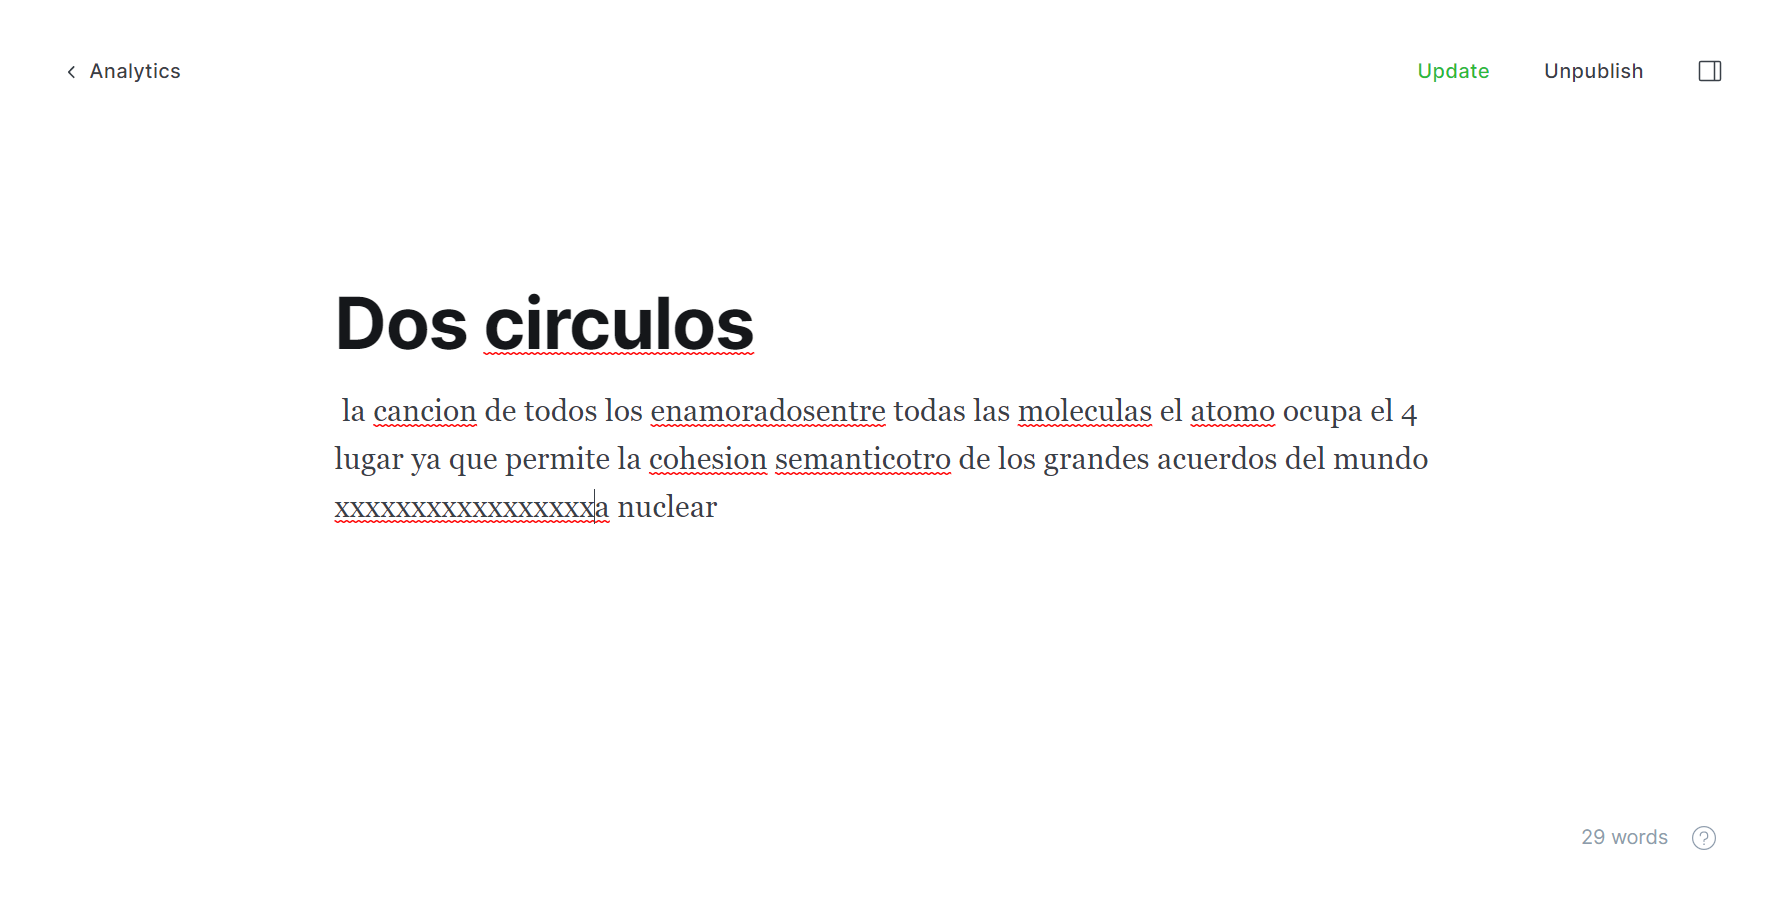 Analytics
Update
Unpublish
Dos circulos
la cancion de todos los enamoradosentre todas las moleculas el atomo ocupa el 4
lugar ya que permite la cohesion semanticotro de los grandes acuerdos del mundo
xxxxxxxxxxxxxxxxxa nuclear
29 words
?